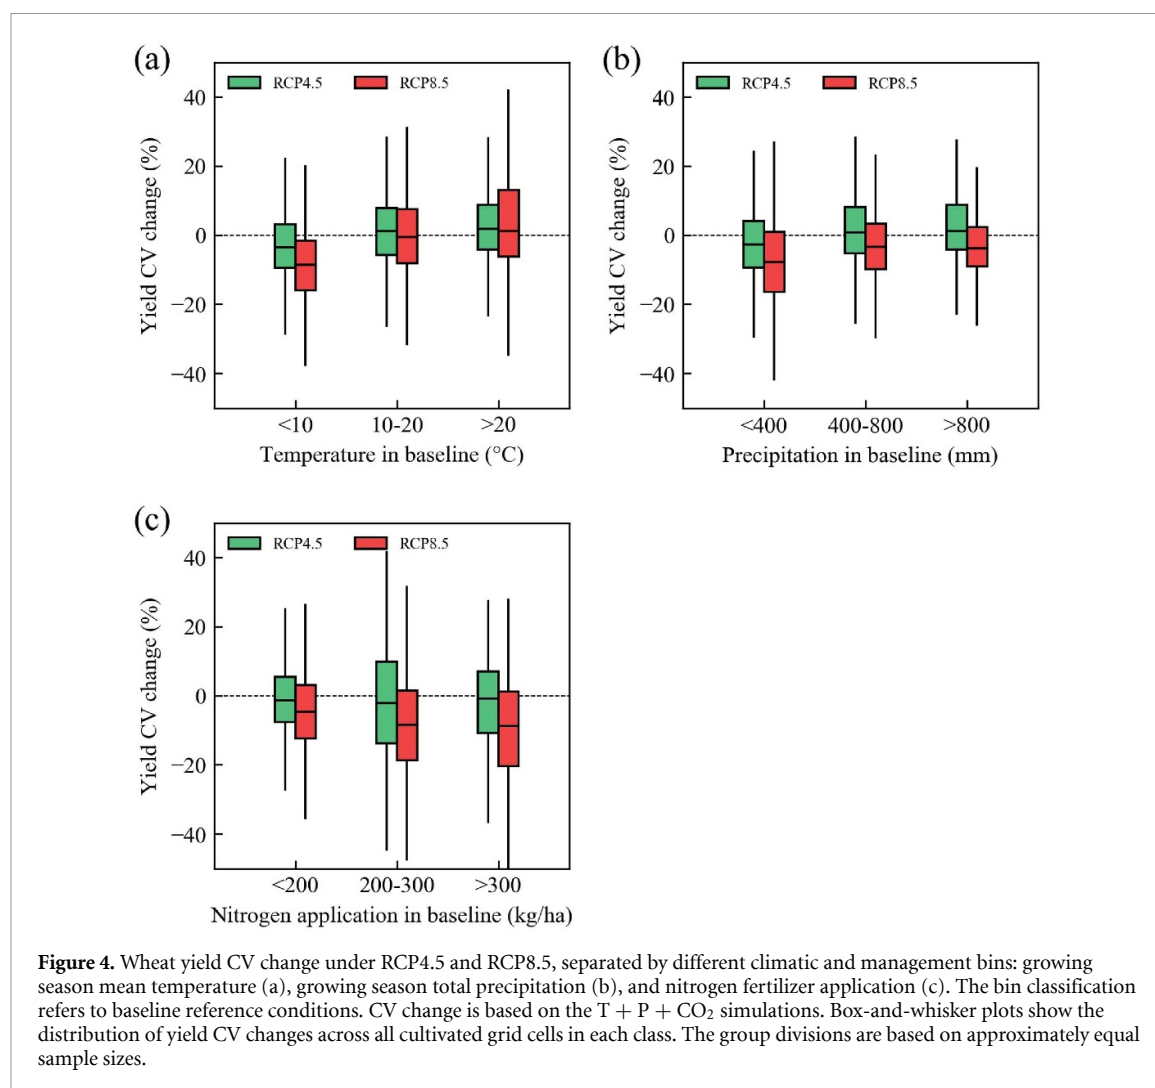 (a)
RCP4.5 RCP8.5
Yield CV change (%)
40
20
0
−20
−40
<10 10-20 >20
Temperature in baseline (°C)
(b)
RCP4.5 RCP8.5
Yield CV change (%)
40
20
0
−20
−40
<400 400-800 >800
Precipitation in baseline (mm)
(c)
RCP4.5 RCP8.5
Yield CV change (%)
40
20
0
−20
−40
<200 200-300 >300
Nitrogen application in baseline (kg/ha)
Figure 4. Wheat yield CV change under RCP4.5 and RCP8.5, separated by different climatic and management bins: growing
season mean temperature (a), growing season total precipitation (b), and nitrogen fertilizer application (c). The bin classification
refers to baseline reference conditions. CV change is based on the T + P + CO₂ simulations. Box-and-whisker plots show the
distribution of yield CV changes across all cultivated grid cells in each class. The group divisions are based on approximately equal
sample sizes.